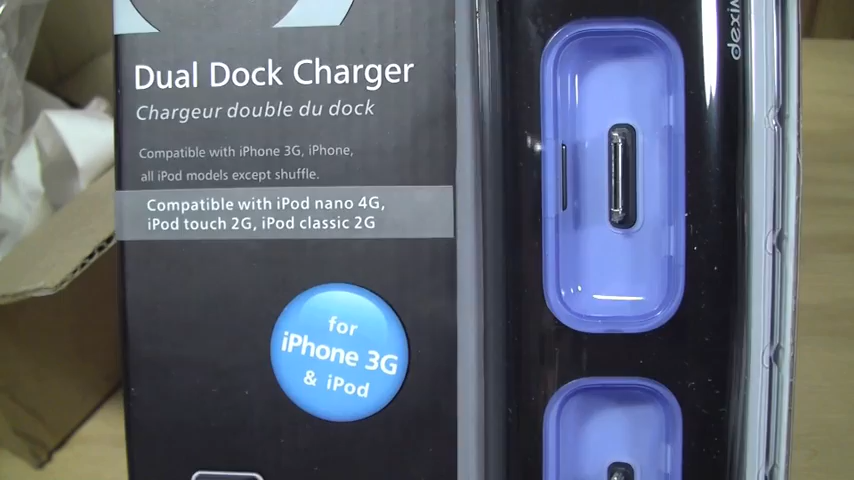 Dual Dock Charger
Chargeur double du dock
Compatible with iPhone 3G, iPhone,
all iPod models except shuffle.
Compatible with iPod nano 4G,
iPod touch 2G, iPod classic 2G
for
iPhone 3G
& iPod